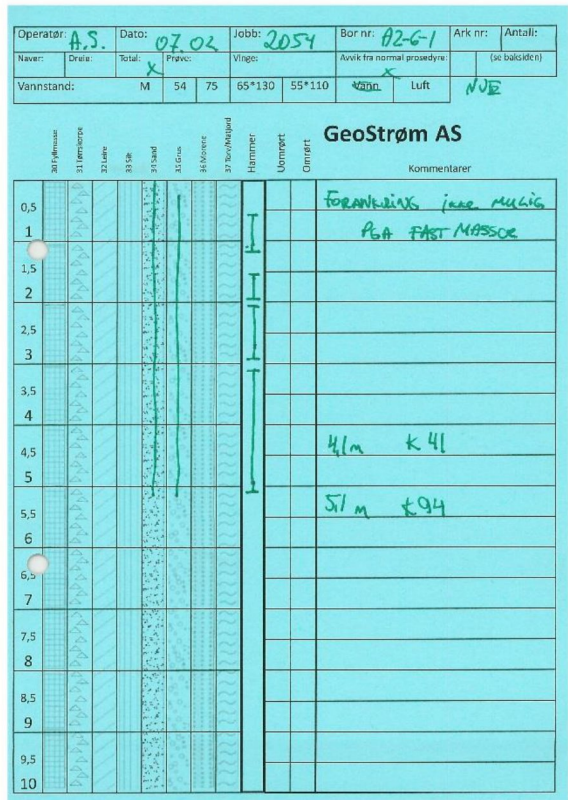 Operatør: A.S. Dato: 07.02 Jobb: 2054 Bor nr: A2-6-1 Ark nr: Antall:
Naver: Dreie: Total: X Prøve: Vinge: Avvik fra normal prosedyre: X (se baksiden)
Vannstand: M 54 75 65*130 55*110 Vann Luft
30 Fyllmasse
31 Tørrskorpe
32 Leire
33 Silt
34 Sand
35 Grus
36 Morene
37 Torv/Matjord
Hammer
Uomrørt
Omrørt
GeoStrøm AS
Kommentarer
0,5 FORANKRING ikke MULIG
1 PGA FAST MASSOR
1,5
2
2,5
3
3,5
4
4,5 4,1 m K 41
5
5,5 5,1 m K94
6
6,5
7
7,5
8
8,5
9
9,5
10